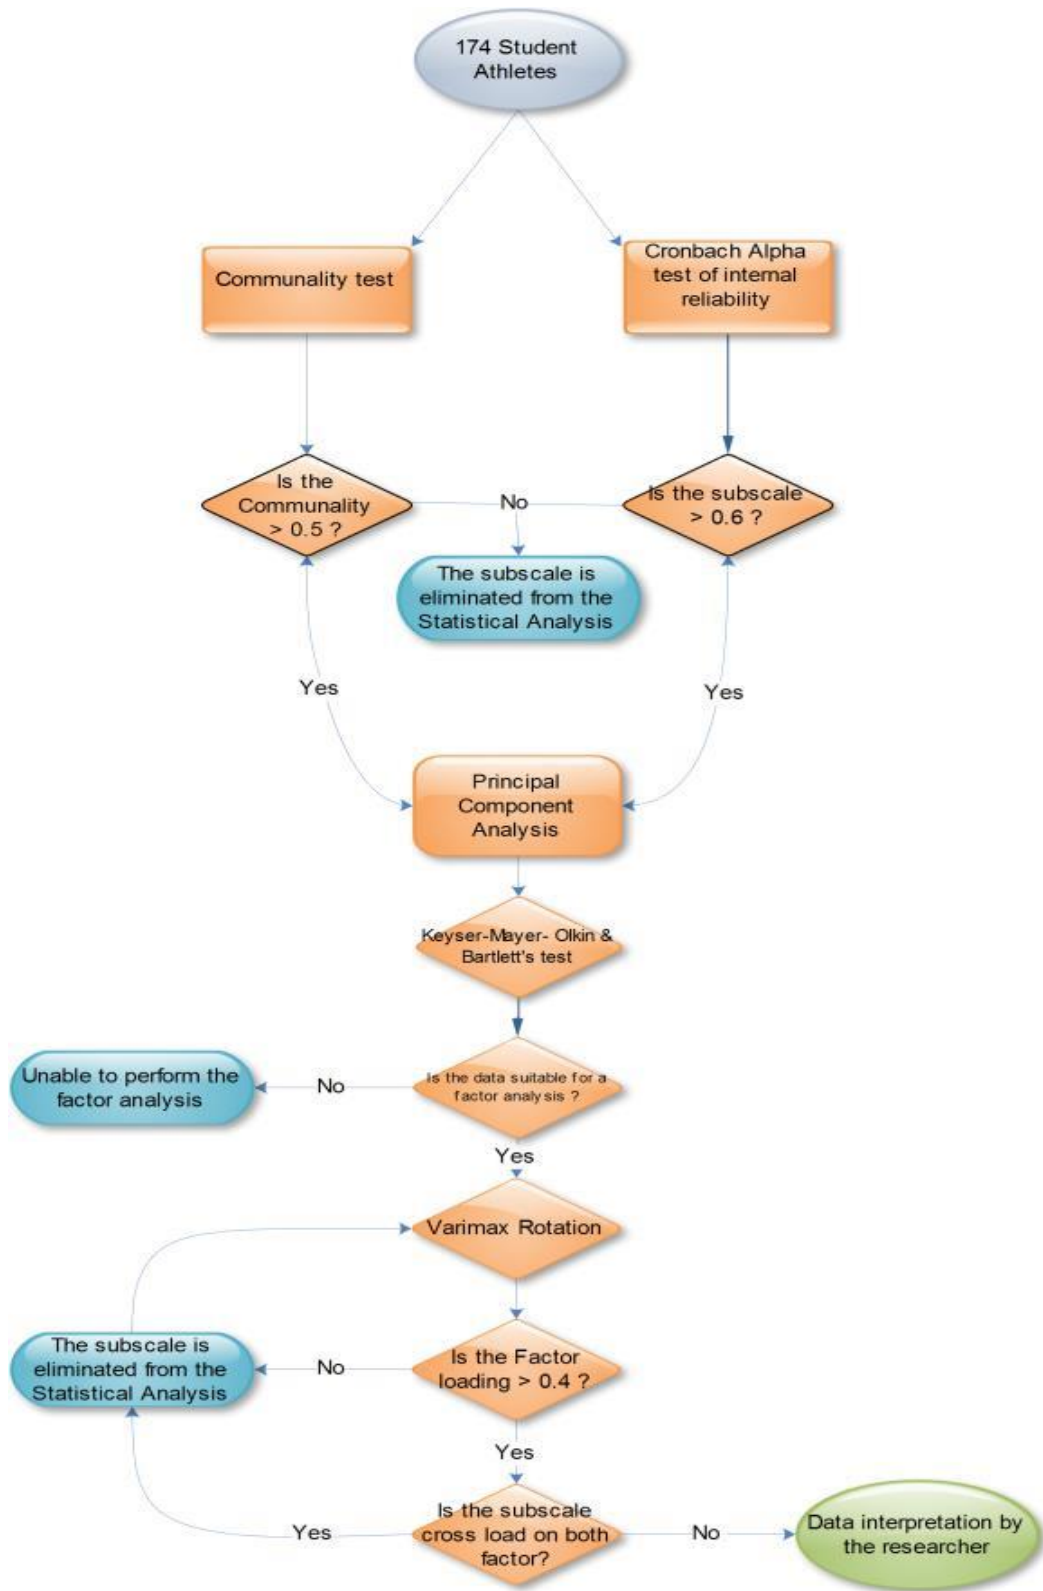 174 Student
Athletes
Communality test
Cronbach Alpha
test of internal
reliability
Is the
Communality
> 0.5 ?
No
Is the subscale
> 0.6 ?
The subscale is
eliminated from the
Statistical Analysis
Yes
Yes
Principal
Component
Analysis
Keyser-Mayer- Olkin &
Bartlett's test
Unable to perform the
factor analysis
No
Is the data suitable for a
factor analysis ?
Yes
Varimax Rotation
The subscale is
eliminated from the
Statistical Analysis
No
Is the Factor
loading > 0.4 ?
Yes
Yes
Is the subscale
cross load on both
factor?
No
Data interpretation by
the researcher